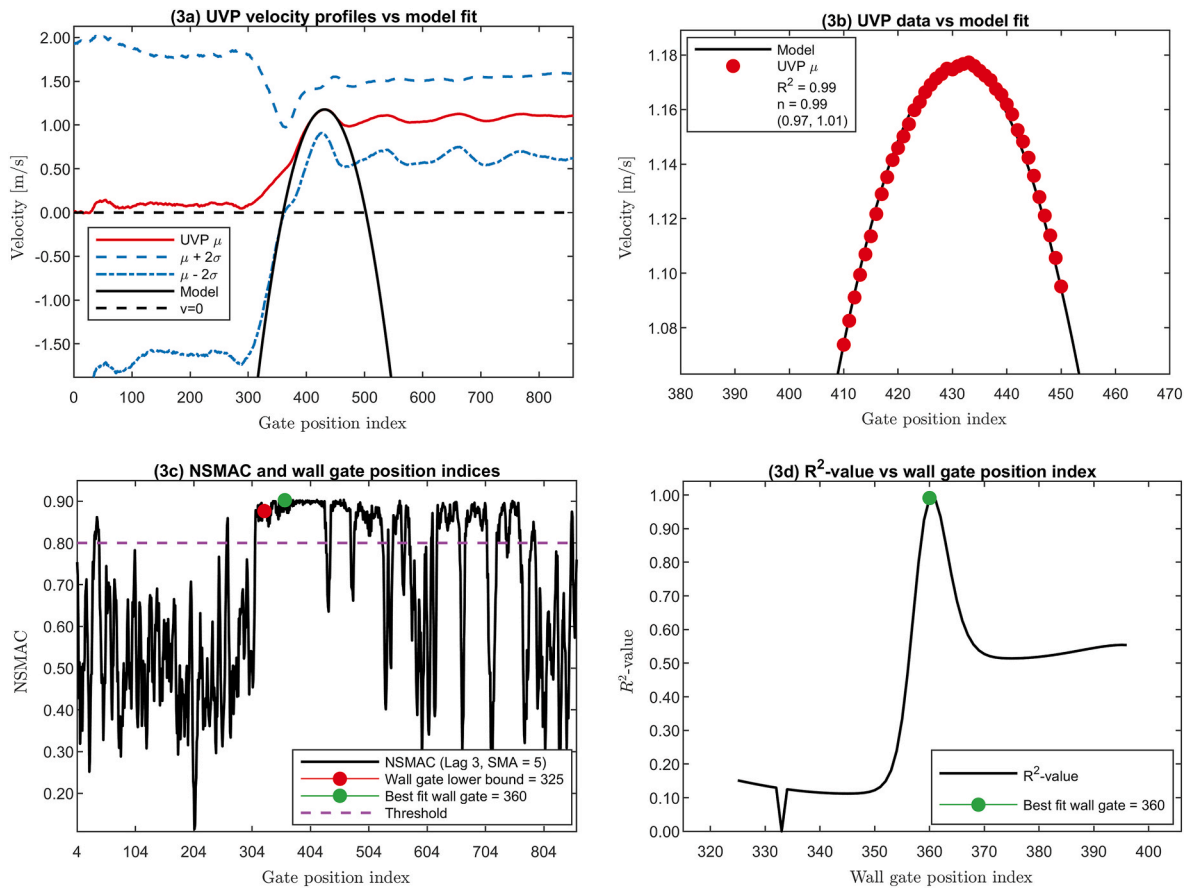 (3a) UVP velocity profiles vs model fit
2.00
1.50
1.00
0.50
0.00
-0.50
-1.00
-1.50
Velocity [m/s]
UVP μ
μ + 2σ
μ - 2σ
Model
v=0
0 100 200 300 400 500 600 700 800
Gate position index
(3b) UVP data vs model fit
1.18
1.16
1.14
1.12
1.10
1.08
Velocity [m/s]
Model
UVP μ
R² = 0.99
n = 0.99
(0.97, 1.01)
380 390 400 410 420 430 440 450 460 470
Gate position index
(3c) NSMAC and wall gate position indices
0.90
0.80
0.70
0.60
0.50
0.40
0.30
0.20
NSMAC
NSMAC (Lag 3, SMA = 5)
Wall gate lower bound = 325
Best fit wall gate = 360
Threshold
4 104 204 304 404 504 604 704 804
Gate position index
(3d) R²-value vs wall gate position index
1.00
0.90
0.80
0.70
0.60
0.50
0.40
0.30
0.20
0.10
0.00
R²-value
R²-value
Best fit wall gate = 360
320 330 340 350 360 370 380 390 400
Wall gate position index